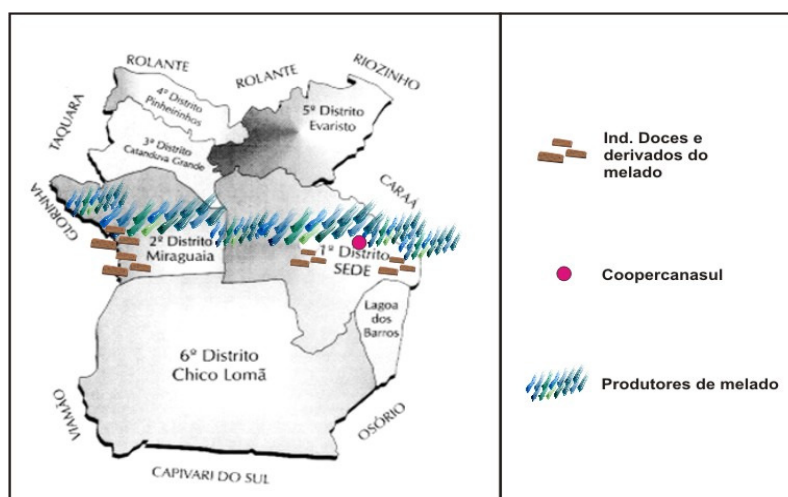 ROLANTE
ROLANTE
RIOZINHO
4º Distrito
Pinheirinhos
5º Distrito
Evaristo
TAQUARA
3º Distrito
Catanduva Grande
CARAÁ
GLORINHA
2º Distrito
Miraguaia
1º Distrito
SEDE
Lagoa
dos
Barros
6º Distrito
Chico Lomã
VIAMÃO
OSÓRIO
CAPIVARI DO SUL
Ind. Doces e
derivados do
melado
Coopercanasul
Produtores de melado